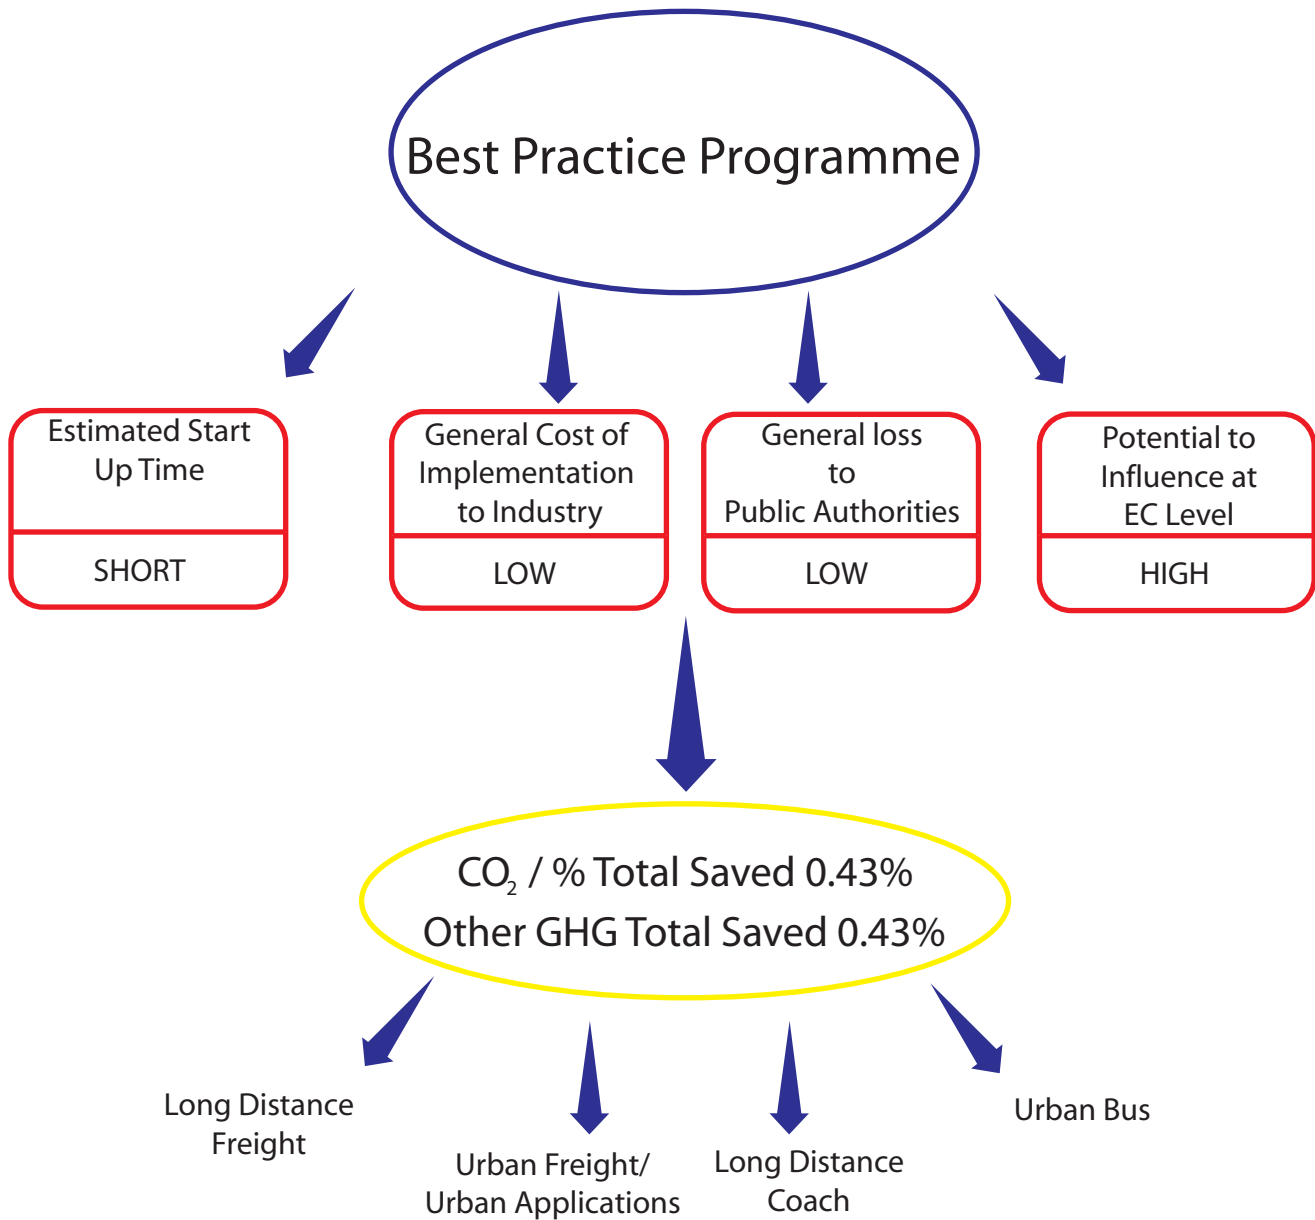 Best Practice Programme
Estimated Start
Up Time
SHORT
General Cost of
Implementation
to Industry
LOW
General loss
to
Public Authorities
LOW
Potential to
Influence at
EC Level
HIGH
CO₂ / % Total Saved 0.43%
Other GHG Total Saved 0.43%
Long Distance
Freight
Urban Freight/
Urban Applications
Long Distance
Coach
Urban Bus